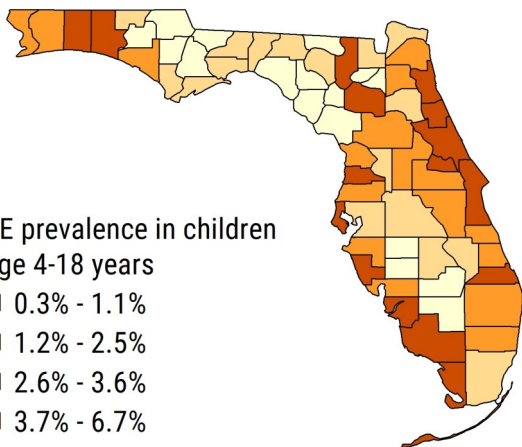 E prevalence in children
ge 4-18 years
0.3% - 1.1%
1.2% - 2.5%
2.6% - 3.6%
3.7% - 6.7%